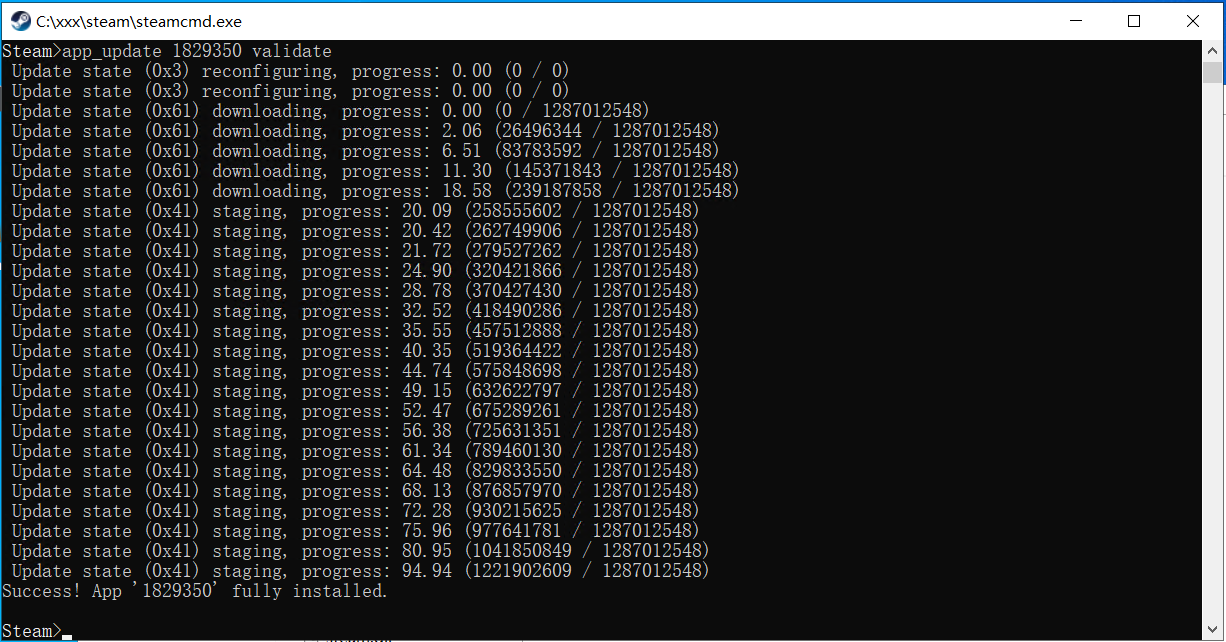 C:\xxx\steam\steamcmd.exe
Steam>app_update 1829350 validate
Update state (0x3) reconfiguring, progress: 0.00 (0 / 0)
Update state (0x3) reconfiguring, progress: 0.00 (0 / 0)
Update state (0x61) downloading, progress: 0.00 (0 / 1287012548)
Update state (0x61) downloading, progress: 2.06 (26496344 / 1287012548)
Update state (0x61) downloading, progress: 6.51 (83783592 / 1287012548)
Update state (0x61) downloading, progress: 11.30 (145371843 / 1287012548)
Update state (0x61) downloading, progress: 18.58 (239187858 / 1287012548)
Update state (0x41) staging, progress: 20.09 (258555602 / 1287012548)
Update state (0x41) staging, progress: 20.42 (262749906 / 1287012548)
Update state (0x41) staging, progress: 21.72 (279527262 / 1287012548)
Update state (0x41) staging, progress: 24.90 (320421866 / 1287012548)
Update state (0x41) staging, progress: 28.78 (370427430 / 1287012548)
Update state (0x41) staging, progress: 32.52 (418490286 / 1287012548)
Update state (0x41) staging, progress: 35.55 (457512888 / 1287012548)
Update state (0x41) staging, progress: 40.35 (519364422 / 1287012548)
Update state (0x41) staging, progress: 44.74 (575848698 / 1287012548)
Update state (0x41) staging, progress: 49.15 (632622797 / 1287012548)
Update state (0x41) staging, progress: 52.47 (675289261 / 1287012548)
Update state (0x41) staging, progress: 56.38 (725631351 / 1287012548)
Update state (0x41) staging, progress: 61.34 (789460130 / 1287012548)
Update state (0x41) staging, progress: 64.48 (829833550 / 1287012548)
Update state (0x41) staging, progress: 68.13 (876857970 / 1287012548)
Update state (0x41) staging, progress: 72.28 (930215625 / 1287012548)
Update state (0x41) staging, progress: 75.96 (977641781 / 1287012548)
Update state (0x41) staging, progress: 80.95 (1041850849 / 1287012548)
Update state (0x41) staging, progress: 94.94 (1221902609 / 1287012548)
Success! App '1829350' fully installed.
Steam>